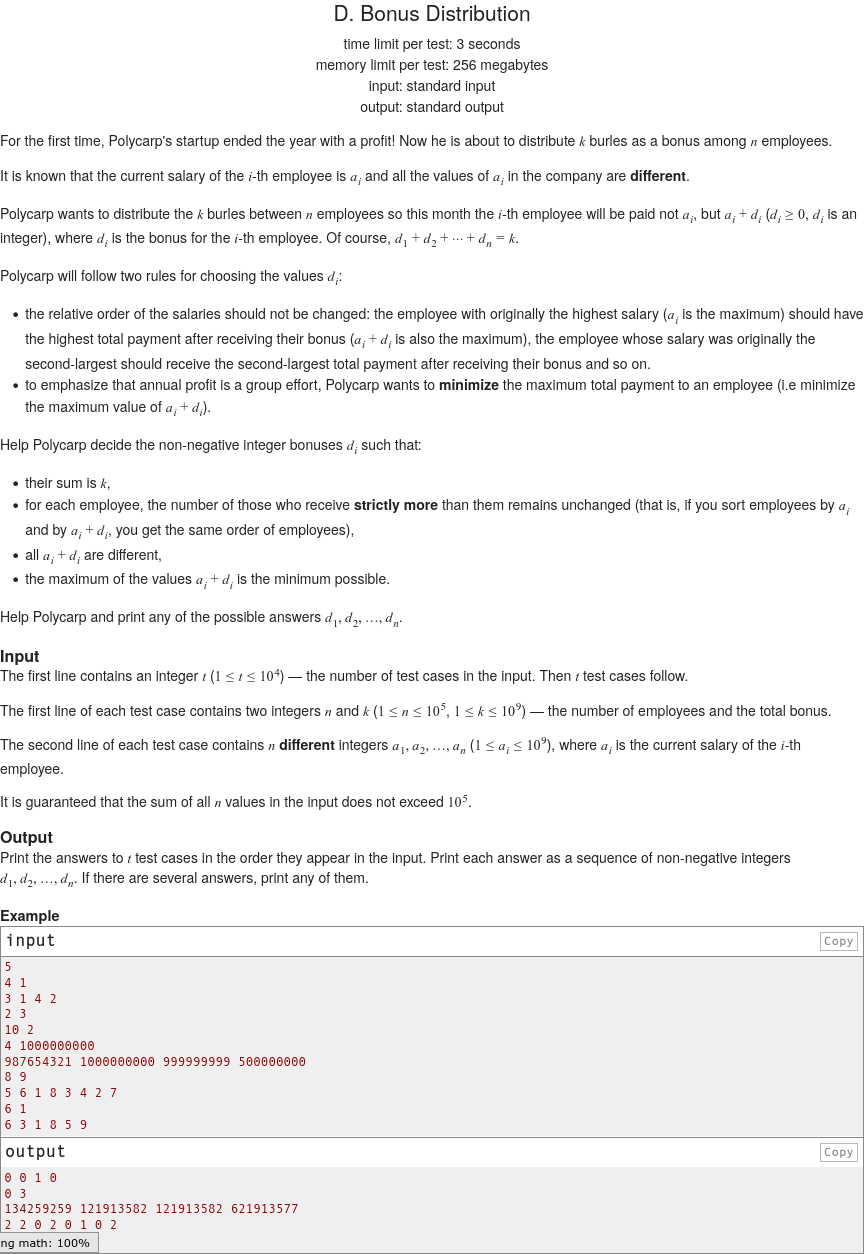 D. Bonus Distribution
time limit per test: 3 seconds
memory limit per test: 256 megabytes
input: standard input
output: standard output
For the first time, Polycarp's startup ended the year with a profit! Now he is about to distribute k burles as a bonus among n employees.
It is known that the current salary of the i-th employee is a_i and all the values of a_i in the company are different.
Polycarp wants to distribute the k burles between n employees so this month the i-th employee will be paid not a_i, but a_i + d_i (d_i ≥ 0, d_i is an
integer), where d_i is the bonus for the i-th employee. Of course, d_1 + d_2 + ⋯ + d_n = k.
Polycarp will follow two rules for choosing the values d_i:
• the relative order of the salaries should not be changed: the employee with originally the highest salary (a_i is the maximum) should have
the highest total payment after receiving their bonus (a_i + d_i is also the maximum), the employee whose salary was originally the
second-largest should receive the second-largest total payment after receiving their bonus and so on.
• to emphasize that annual profit is a group effort, Polycarp wants to minimize the maximum total payment to an employee (i.e minimize
the maximum value of a_i + d_i).
Help Polycarp decide the non-negative integer bonuses d_i such that:
• their sum is k,
• for each employee, the number of those who receive strictly more than them remains unchanged (that is, if you sort employees by a_i
and by a_i + d_i, you get the same order of employees),
• all a_i + d_i are different,
• the maximum of the values a_i + d_i is the minimum possible.
Help Polycarp and print any of the possible answers d_1, d_2, …, d_n.
Input
The first line contains an integer t (1 ≤ t ≤ 10^4) — the number of test cases in the input. Then t test cases follow.
The first line of each test case contains two integers n and k (1 ≤ n ≤ 10^5, 1 ≤ k ≤ 10^9) — the number of employees and the total bonus.
The second line of each test case contains n different integers a_1, a_2, …, a_n (1 ≤ a_i ≤ 10^9), where a_i is the current salary of the i-th
employee.
It is guaranteed that the sum of all n values in the input does not exceed 10^5.
Output
Print the answers to t test cases in the order they appear in the input. Print each answer as a sequence of non-negative integers
d_1, d_2, …, d_n. If there are several answers, print any of them.
Example
input Copy
5
4 1
3 1 4 2
2 3
10 2
4 1000000000
987654321 1000000000 999999999 500000000
8 9
5 6 1 8 3 4 2 7
6 1
6 3 1 8 5 9
output Copy
0 0 1 0
0 3
134259259 121913582 121913582 621913577
2 2 0 2 0 1 0 2
ng math: 100%